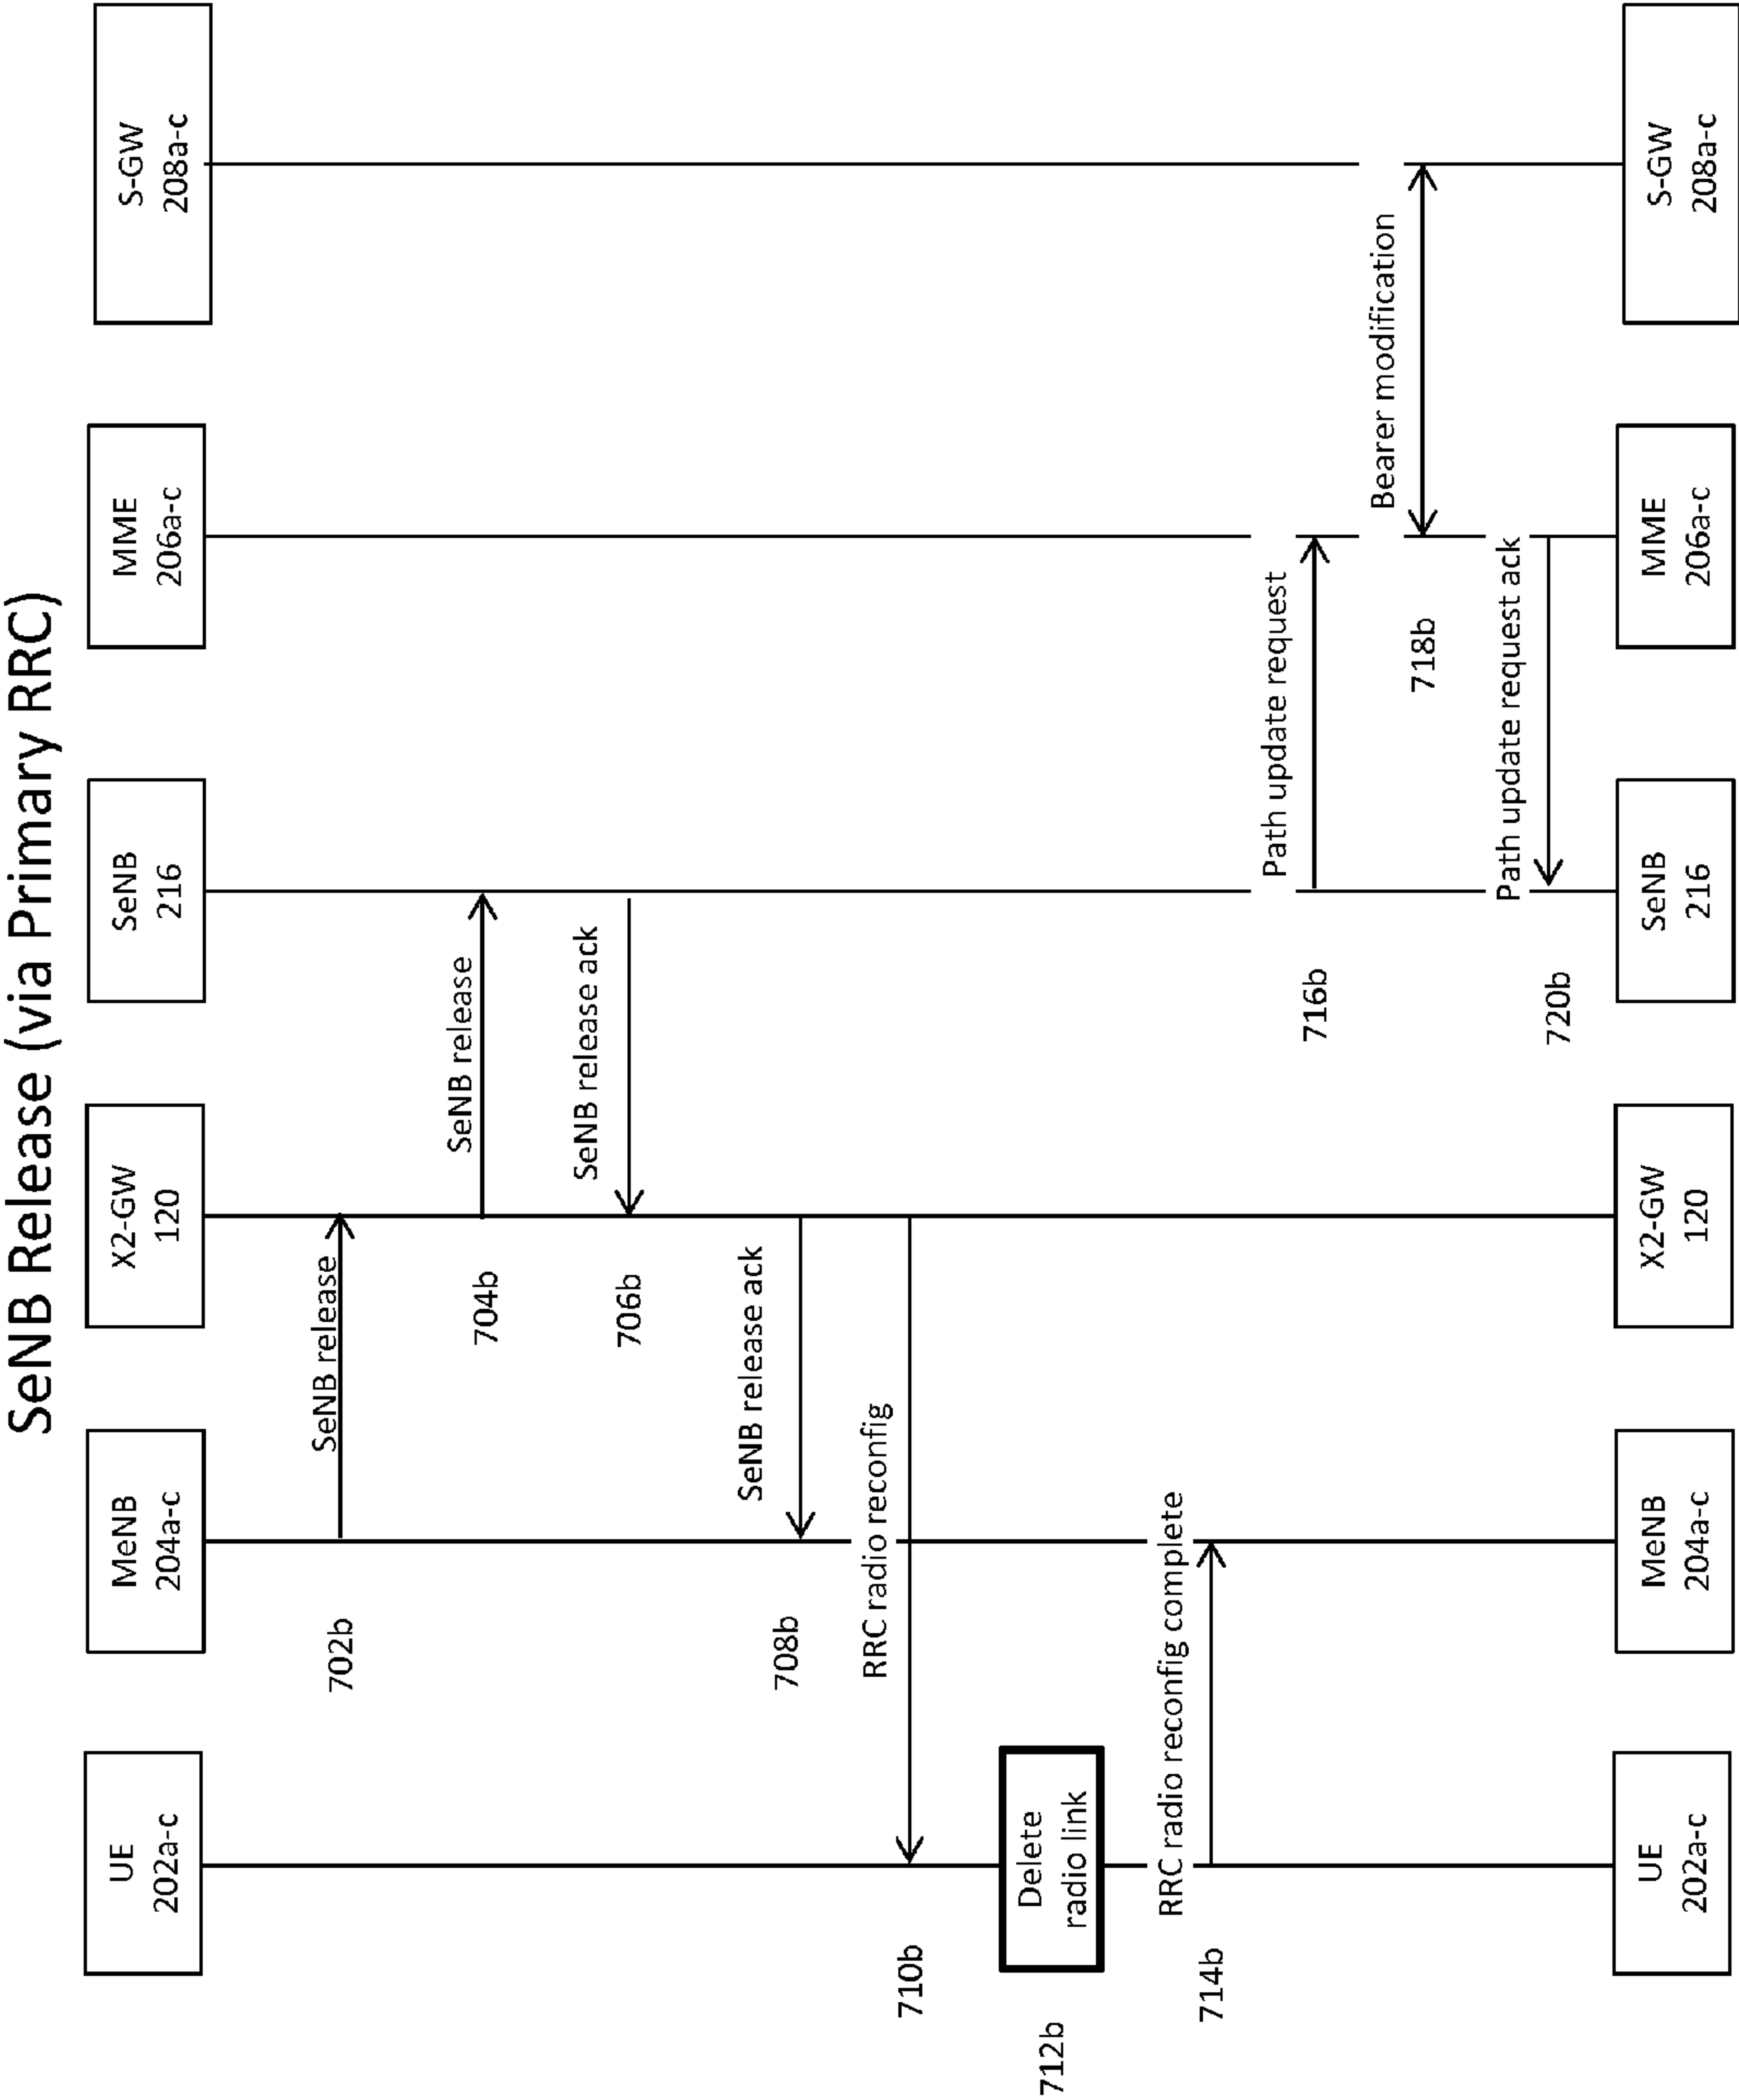 SeNB Release (via Primary RRC)
UE
202a-c
MeNB
204a-c
X2-GW
120
SeNB
216
MME
206a-c
S-GW
208a-c
702b
SeNB release
704b
SeNB release
706b
SeNB release ack
708b
SeNB release ack
710b
RRC radio reconfig
712b
Delete
radio link
714b
RRC radio reconfig complete
716b
Path update request
718b
Bearer modification
720b
Path update request ack
UE
202a-c
MeNB
204a-c
X2-GW
120
SeNB
216
MME
206a-c
S-GW
208a-c